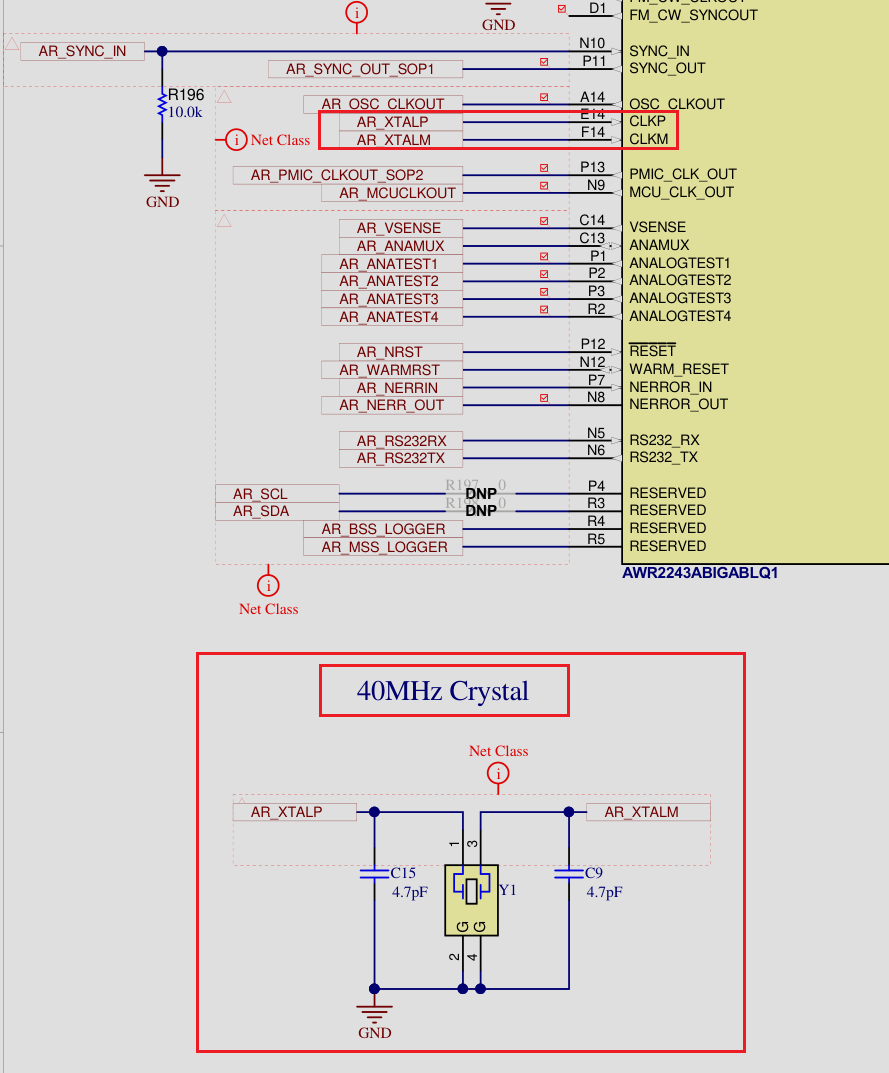 D1
FM_CW_SYNCOUT
GND
AR_SYNC_IN
N10
SYNC_IN
AR_SYNC_OUT_SOP1
P11
SYNC_OUT
R196
10.0k
AR_OSC_CLKOUT
A14
OSC_CLKOUT
AR_XTALP
E14
CLKP
Net Class
AR_XTALM
F14
CLKM
AR_PMIC_CLKOUT_SOP2
P13
PMIC_CLK_OUT
AR_MCUCLKOUT
N9
MCU_CLK_OUT
GND
AR_VSENSE
C14
VSENSE
AR_ANAMUX
C13
ANAMUX
AR_ANATEST1
P1
ANALOGTEST1
AR_ANATEST2
P2
ANALOGTEST2
AR_ANATEST3
P3
ANALOGTEST3
AR_ANATEST4
R2
ANALOGTEST4
AR_NRST
P12
RESET
AR_WARMRST
N12
WARM_RESET
AR_NERRIN
P7
NERROR_IN
AR_NERR_OUT
N8
NERROR_OUT
AR_RS232RX
N5
RS232_RX
AR_RS232TX
N6
RS232_TX
AR_SCL
R197
0
DNP
P4
RESERVED
AR_SDA
0
DNP
R3
RESERVED
AR_BSS_LOGGER
R4
RESERVED
AR_MSS_LOGGER
R5
RESERVED
AWR2243ABIGABLQ1
i
Net Class
40MHz Crystal
Net Class
i
AR_XTALP
AR_XTALM
1
3
C15
4.7pF
Y1
C9
4.7pF
G
G
2
4
GND